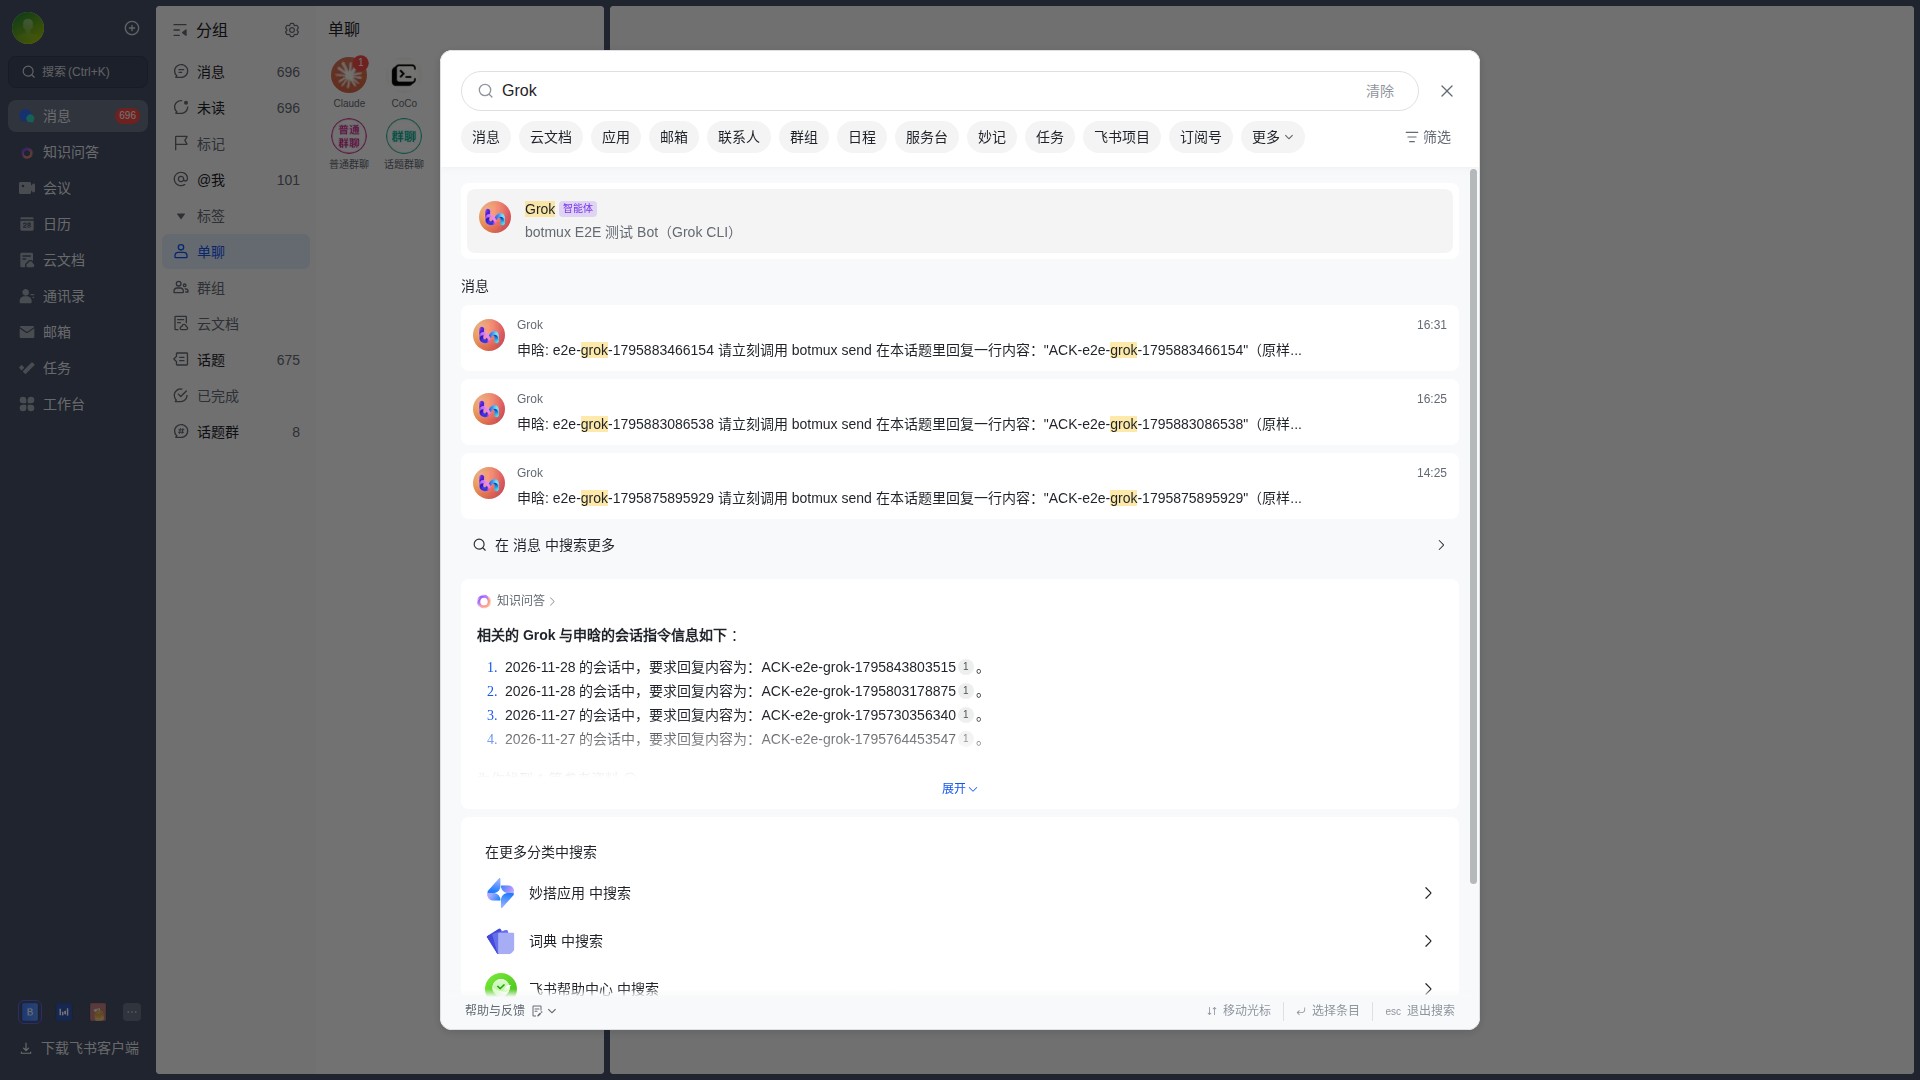 搜索 (Ctrl+K)
消息 696
知识问答
会议
日历
云文档
通讯录
邮箱
任务
工作台
下载飞书客户端
分组
消息 696
未读 696
标记
@我 101
标签
单聊
群组
云文档
话题 675
已完成
话题群 8
单聊
1
Claude
CoCo
普通群聊
普通群聊
群聊
话题群聊
Grok
清除
消息 云文档 应用 邮箱 联系人 群组 日程 服务台 妙记 任务 飞书项目 订阅号 更多 筛选
Grok 智能体
botmux E2E 测试 Bot（Grok CLI）
消息
Grok 16:31
申晗: e2e-grok-1795883466154 请立刻调用 botmux send 在本话题里回复一行内容："ACK-e2e-grok-1795883466154"（原样...
Grok 16:25
申晗: e2e-grok-1795883086538 请立刻调用 botmux send 在本话题里回复一行内容："ACK-e2e-grok-1795883086538"（原样...
Grok 14:25
申晗: e2e-grok-1795875895929 请立刻调用 botmux send 在本话题里回复一行内容："ACK-e2e-grok-1795875895929"（原样...
在 消息 中搜索更多
知识问答
相关的 Grok 与申晗的会话指令信息如下：
1. 2026-11-28 的会话中，要求回复内容为：ACK-e2e-grok-1795843803515 1 。
2. 2026-11-28 的会话中，要求回复内容为：ACK-e2e-grok-1795803178875 1 。
3. 2026-11-27 的会话中，要求回复内容为：ACK-e2e-grok-1795730356340 1 。
4. 2026-11-27 的会话中，要求回复内容为：ACK-e2e-grok-1795764453547 1 。
展开
在更多分类中搜索
妙搭应用 中搜索
词典 中搜索
飞书帮助中心 中搜索
帮助与反馈
移动光标 选择条目 esc 退出搜索